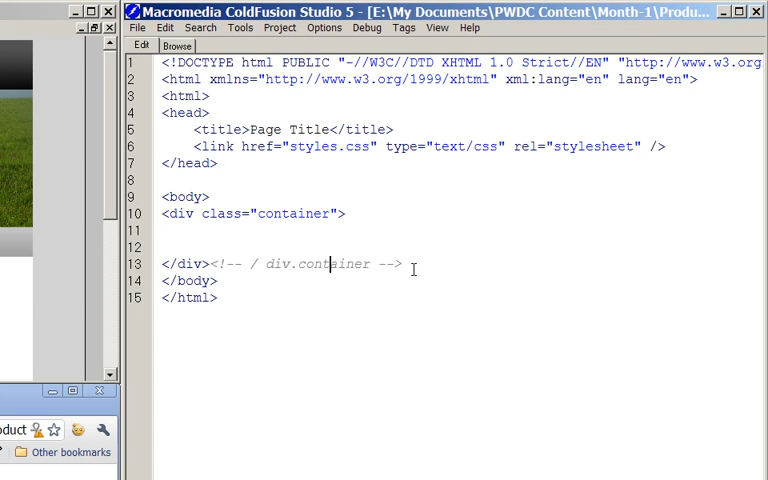 Macromedia ColdFusion Studio 5 - [E:\My Documents\PWDC Content\Month-1\Produ...
File Edit Search Tools Project Options Debug Tags View Help
Edit Browse
1 <!DOCTYPE html PUBLIC "-//W3C//DTD XHTML 1.0 Strict//EN" "http://www.w3.org
2 <html xmlns="http://www.w3.org/1999/xhtml" xml:lang="en" lang="en">
3 <html>
4 <head>
5 <title>Page Title</title>
6 <link href="styles.css" type="text/css" rel="stylesheet" />
7 </head>
8
9 <body>
10 <div class="container">
11
12
13 </div><!-- / div.container -->
14 </body>
15 </html>
oduct
Other bookmarks